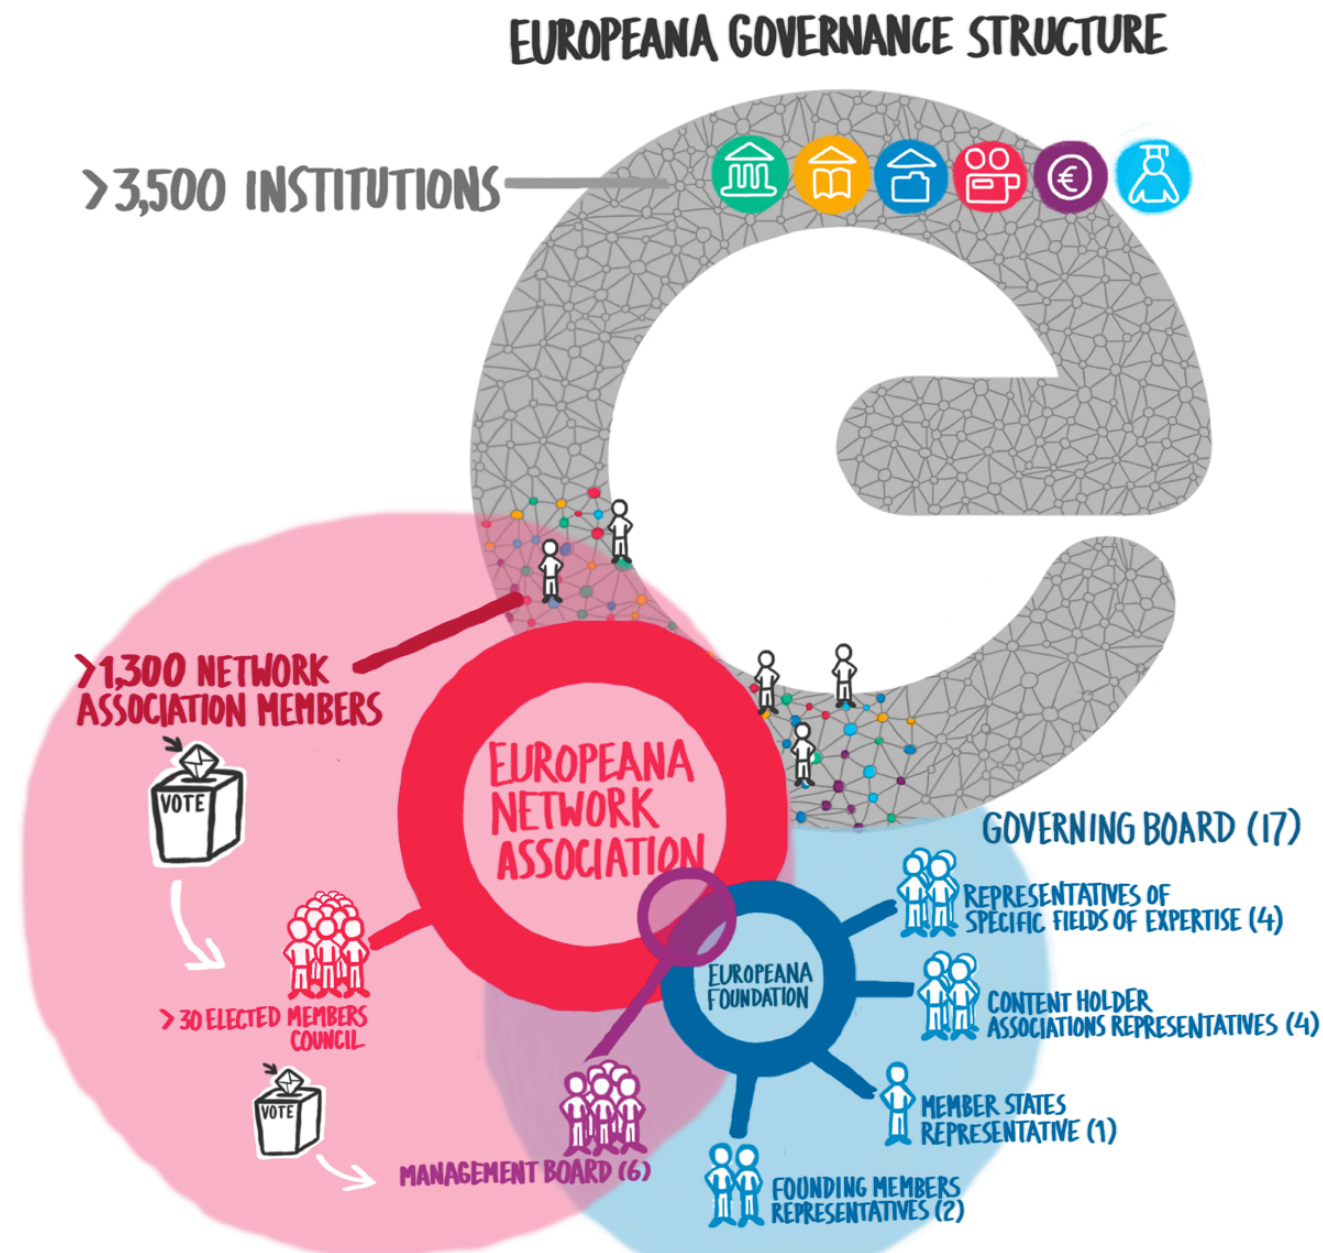 EUROPEANA GOVERNANCE STRUCTURE
>3,500 INSTITUTIONS
€
>1,300 NETWORK
ASSOCIATION MEMBERS
VOTE
EUROPEANA
NETWORK
ASSOCIATION
GOVERNING BOARD (17)
REPRESENTATIVES OF
SPECIFIC FIELDS OF EXPERTISE (4)
EUROPEANA
FOUNDATION
CONTENT HOLDER
ASSOCIATIONS REPRESENTATIVES (4)
>30 ELECTED MEMBERS
COUNCIL
VOTE
MEMBER STATES
REPRESENTATIVE (1)
MANAGEMENT BOARD (6)
FOUNDING MEMBERS
REPRESENTATIVES (2)